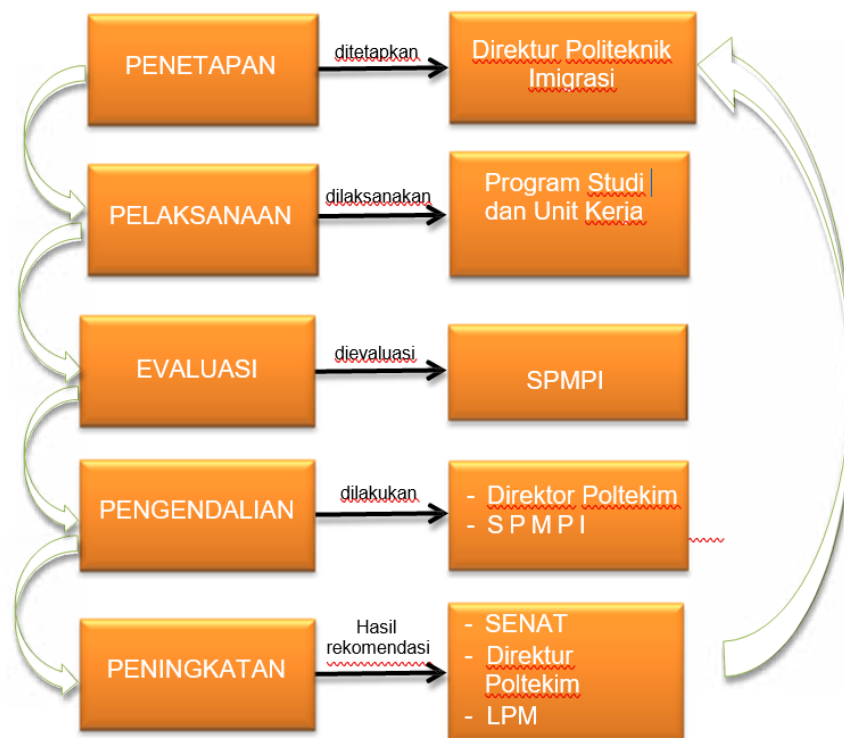 PENETAPAN
ditetapkan
Direktur Politeknik
Imigrasi
PELAKSANAAN
dilaksanakan
Program Studi
dan Unit Kerja
EVALUASI
dievaluasi
SPMPI
PENGENDALIAN
dilakukan
- Direktor Poltekim
- S P M P I
PENINGKATAN
Hasil
rekomendasi
- SENAT
- Direktur
Poltekim
- LPM